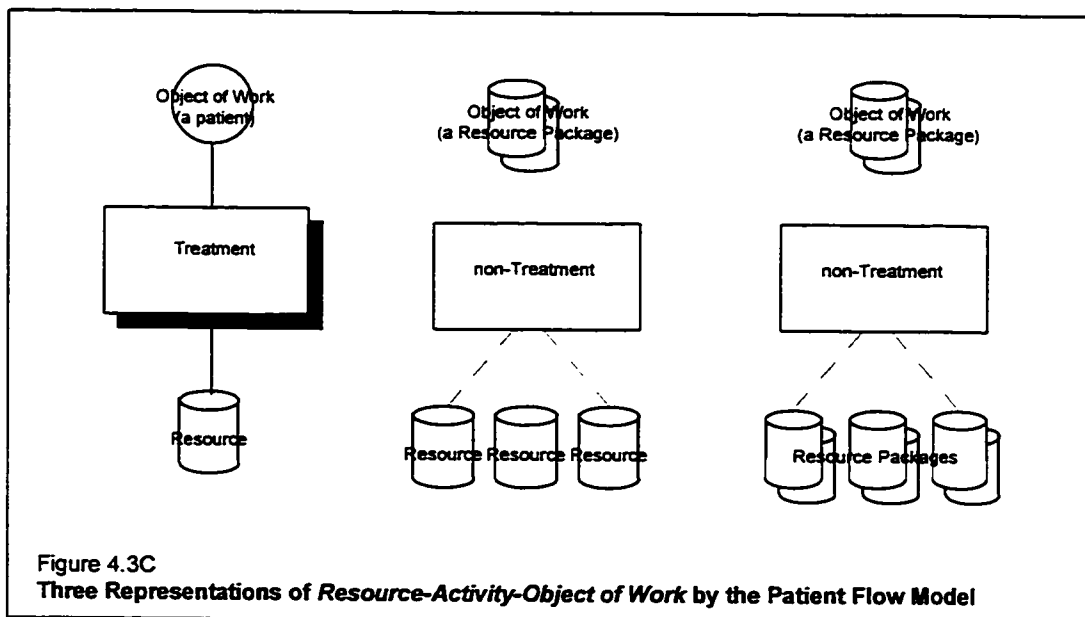 Object of Work
(a patient)
Treatment
Resource
Object of Work
(a Resource Package)
non-Treatment
Resource Resource Resource
Object of Work
(a Resource Package)
non-Treatment
Resource Packages
Figure 4.3C
Three Representations of Resource-Activity-Object of Work by the Patient Flow Model